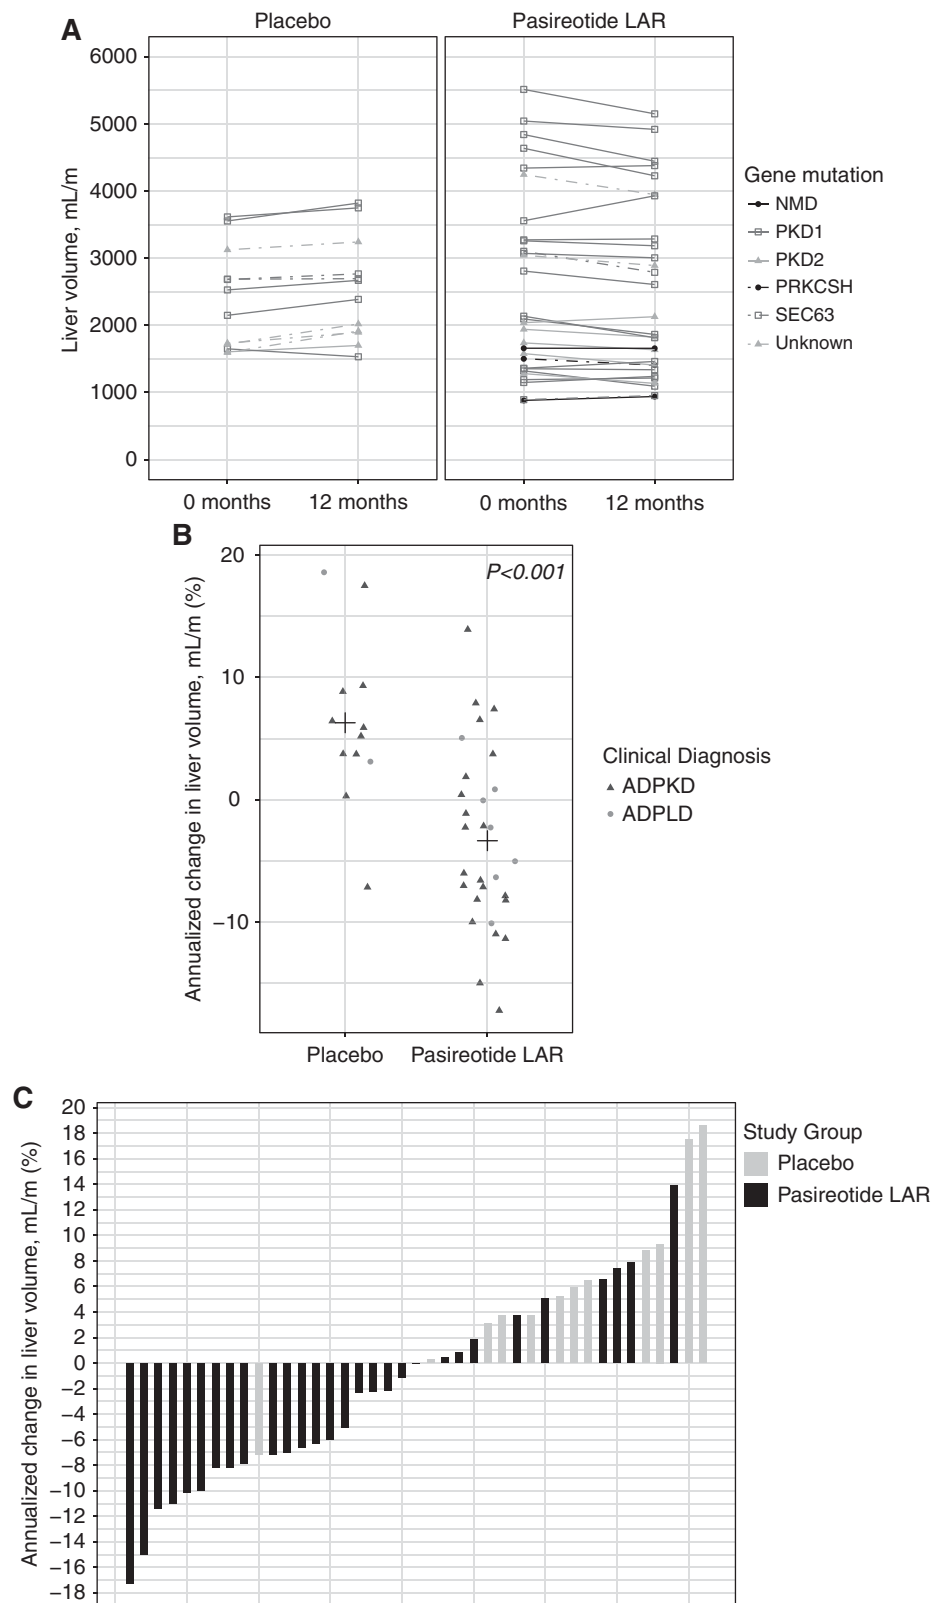 A
Placebo
Pasireotide LAR
Liver volume, mL/m
6000
5000
4000
3000
2000
1000
0
0 months
12 months
0 months
12 months
Gene mutation
NMD
PKD1
PKD2
PRKCSH
SEC63
Unknown
B
Annualized change in liver volume, mL/m (%)
20
10
0
−10
P<0.001
Placebo
Pasireotide LAR
Clinical Diagnosis
ADPKD
ADPLD
C
Annualized change in liver volume, mL/m (%)
20
18
16
14
12
10
8
6
4
2
0
−2
−4
−6
−8
−10
−12
−14
−16
−18
Study Group
Placebo
Pasireotide LAR